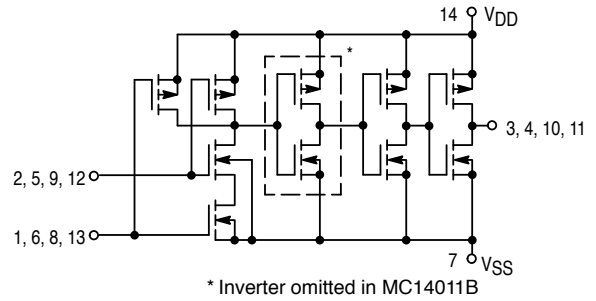 14 VDD
*
3, 4, 10, 11
2, 5, 9, 12
1, 6, 8, 13
7 VSS
* Inverter omitted in MC14011B